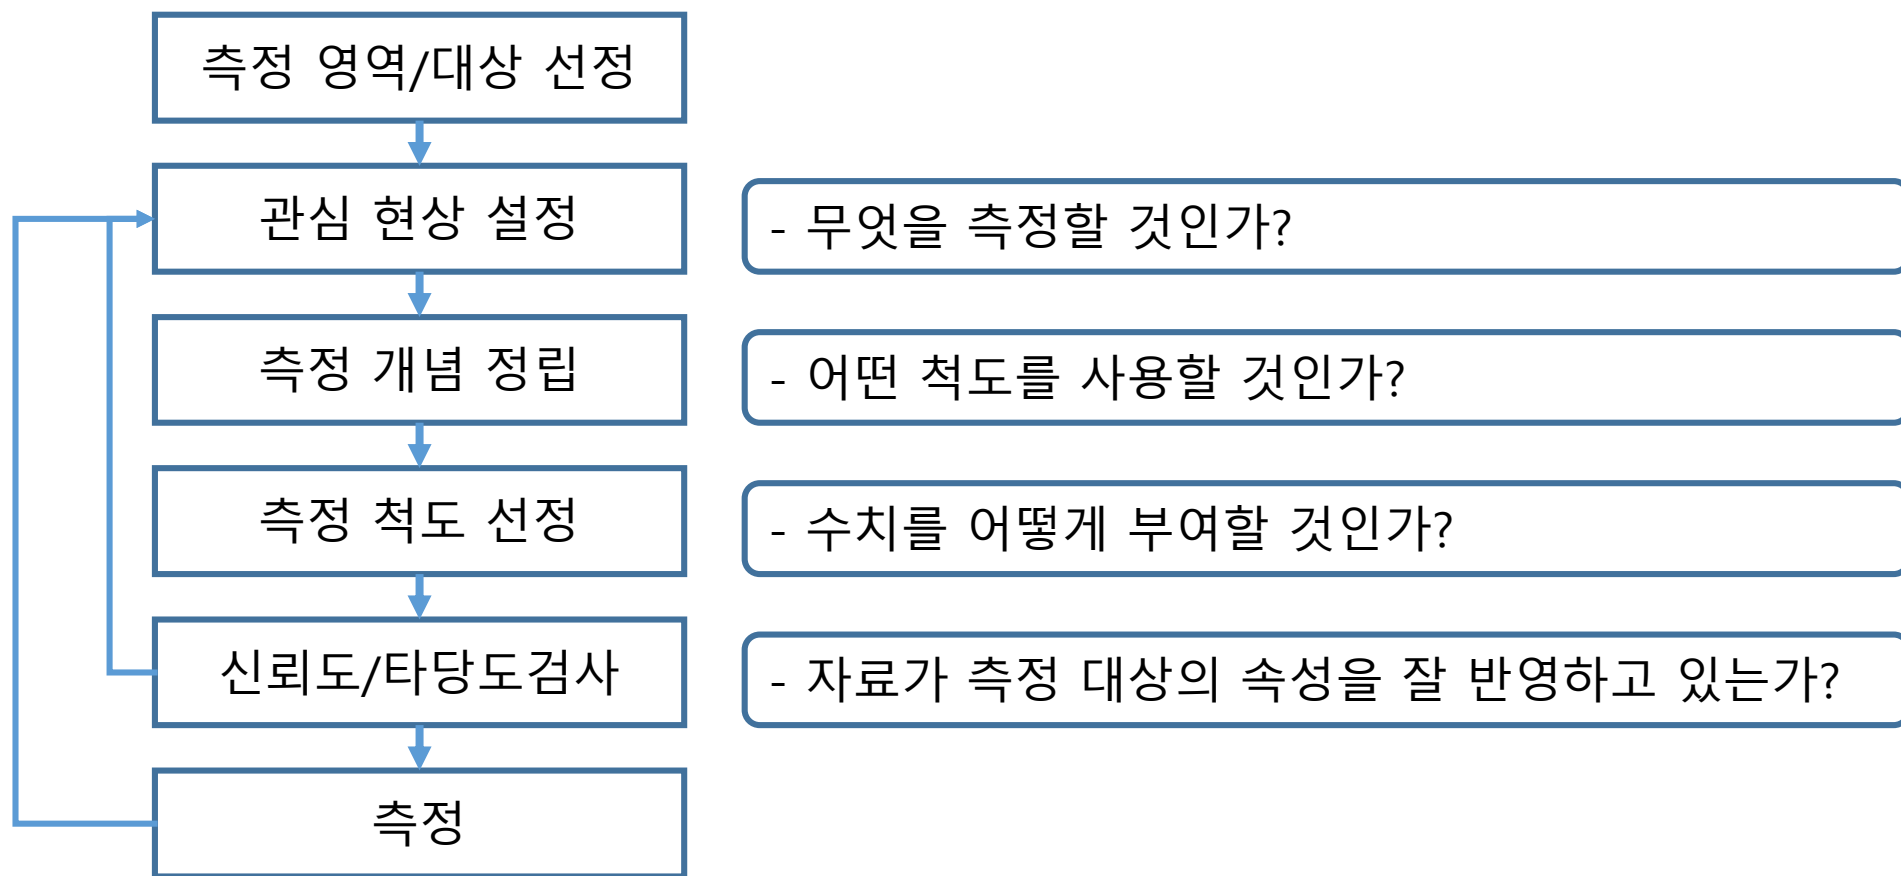 측정 영역/대상 선정
관심 현상 설정
- 무엇을 측정할 것인가?
측정 개념 정립
- 어떤 척도를 사용할 것인가?
측정 척도 선정
- 수치를 어떻게 부여할 것인가?
신뢰도/타당도검사
- 자료가 측정 대상의 속성을 잘 반영하고 있는가?
측정